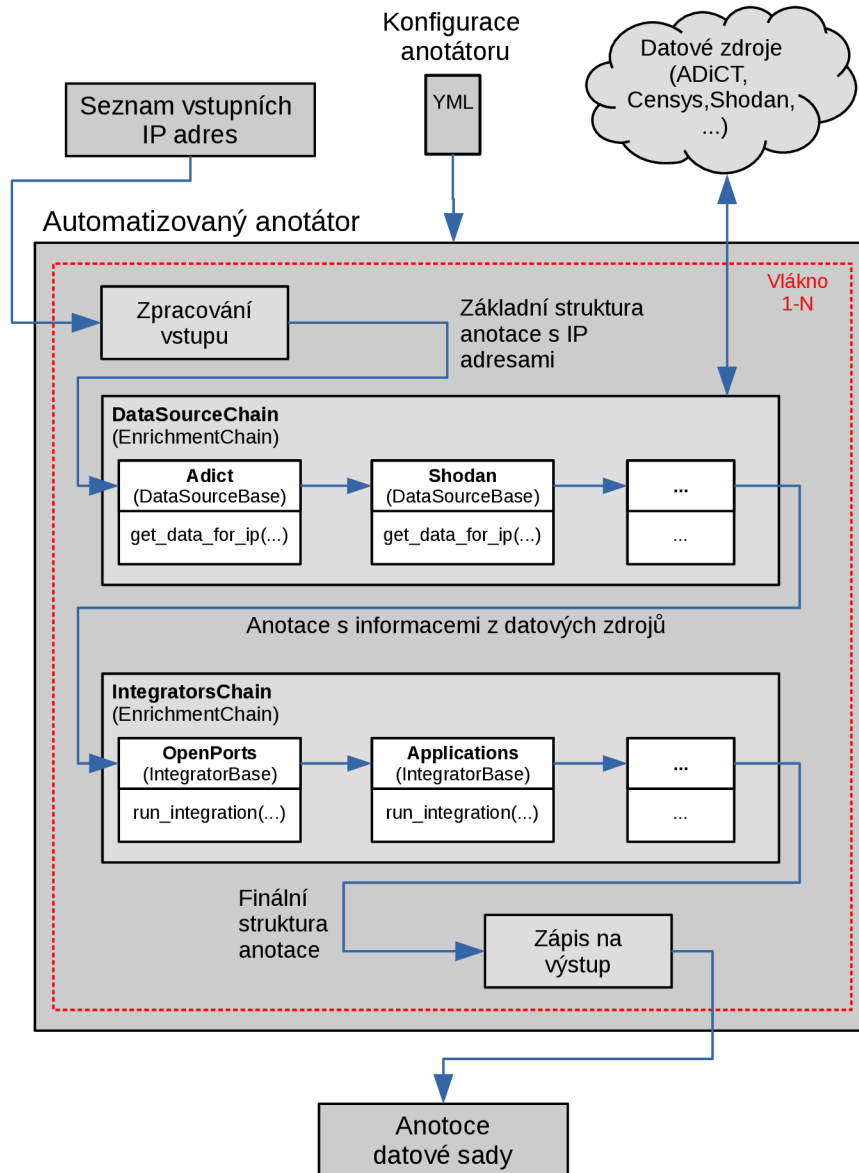 Konfigurace
anotátoru
Datové zdroje
(ADiCT,
Censys,Shodan,
...)
YML
Seznam vstupních
IP adres
Automatizovaný anotátor
Vlákno
1-N
Zpracování
vstupu
Základní struktura
anotace s IP
adresami
DataSourceChain
(EnrichmentChain)
Adict
(DataSourceBase)
get_data_for_ip(...)
Shodan
(DataSourceBase)
get_data_for_ip(...)
...
...
Anotace s informacemi z datových zdrojů
IntegratorsChain
(EnrichmentChain)
OpenPorts
(IntegratorBase)
run_integration(...)
Applications
(IntegratorBase)
run_integration(...)
...
...
Finální
struktura
anotace
Zápis na
výstup
Anotoce
datové sady